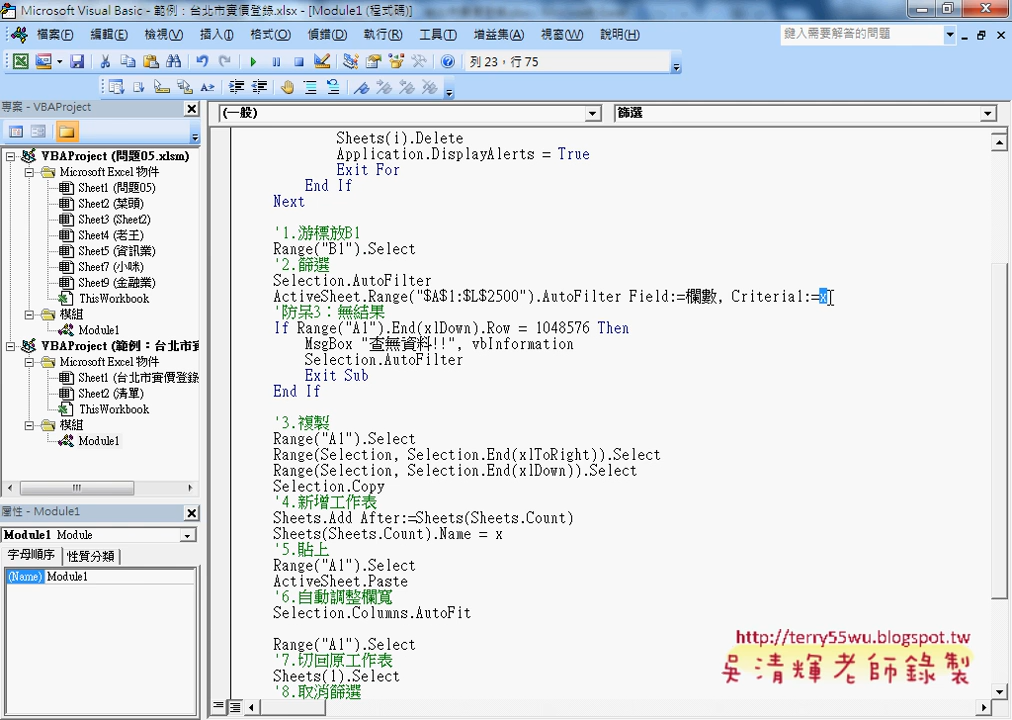 Microsoft Visual Basic - 範例：台北市實價登錄.xlsx - [Module1 (程式碼)]
檔案(F) 編輯(E) 檢視(V) 插入(I) 格式(O) 偵錯(D) 執行(R) 工具(T) 增益集(A) 視窗(W) 說明(H) 鍵入需要解答的問題
列 23，行 75
專案 - VBAProject
(一般) 篩選
VBAProject (問題05.xlsm)
Microsoft Excel 物件
Sheet1 (問題05)
Sheet2 (菜頭)
Sheet3 (Sheet2)
Sheet4 (老王)
Sheet5 (資訊業)
Sheet7 (小咪)
Sheet9 (金融業)
ThisWorkbook
模組
Module1
VBAProject (範例：台北市實
Microsoft Excel 物件
Sheet1 (台北市實價登錄
Sheet2 (清單)
ThisWorkbook
模組
Module1
屬性 - Module1
Module1 Module
字母順序 性質分類
(Name) Module1
Sheets(i).Delete
Application.DisplayAlerts = True
Exit For
End If
Next
'1.游標放B1
Range("B1").Select
'2.篩選
Selection.AutoFilter
ActiveSheet.Range("$A$1:$L$2500").AutoFilter Field:=欄數, Criteria1:=x
'防呆3：無結果
If Range("A1").End(xlDown).Row = 1048576 Then
MsgBox "查無資料!!", vbInformation
Selection.AutoFilter
Exit Sub
End If
'3.複製
Range("A1").Select
Range(Selection, Selection.End(xlToRight)).Select
Range(Selection, Selection.End(xlDown)).Select
Selection.Copy
'4.新增工作表
Sheets.Add After:=Sheets(Sheets.Count)
Sheets(Sheets.Count).Name = x
'5.貼上
Range("A1").Select
ActiveSheet.Paste
'6.自動調整欄寬
Selection.Columns.AutoFit
Range("A1").Select
'7.切回原工作表
Sheets(1).Select
'8.取消篩選
http://terry55wu.blogspot.tw
吳清輝老師錄製